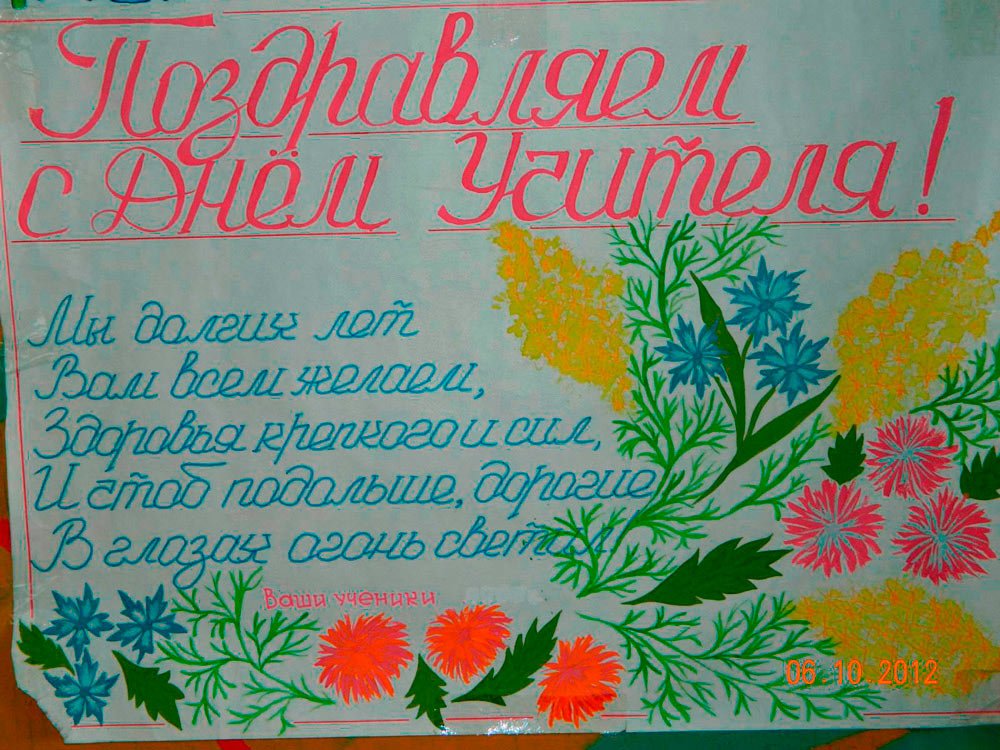 Поздравляем
с Днём Учителя!
Мы долгих лет
Вам всем желаем,
Здоровья крепкого и сил,
И чтоб подольше, дорогие
В глазах огонь светил!
Ваши ученики
06.10.2012